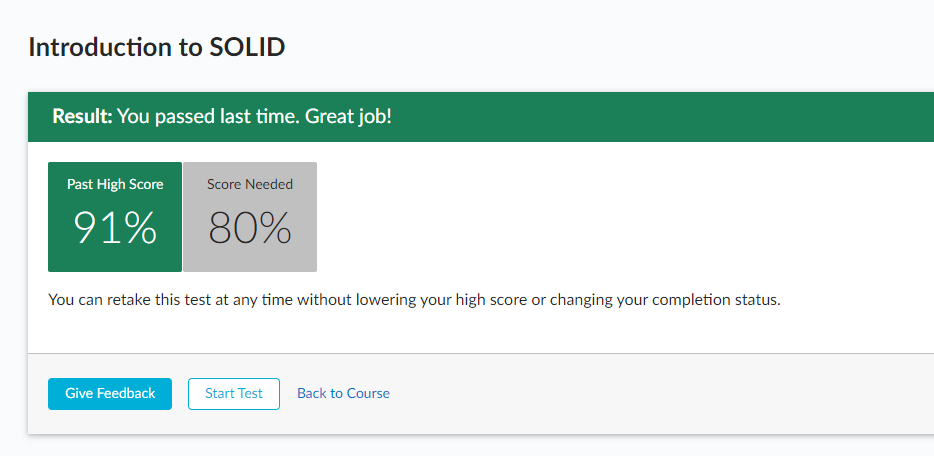 Introduction to SOLID
Result: You passed last time. Great job!
Past High Score
91%
Score Needed
80%
You can retake this test at any time without lowering your high score or changing your completion status.
Give Feedback
Start Test
Back to Course